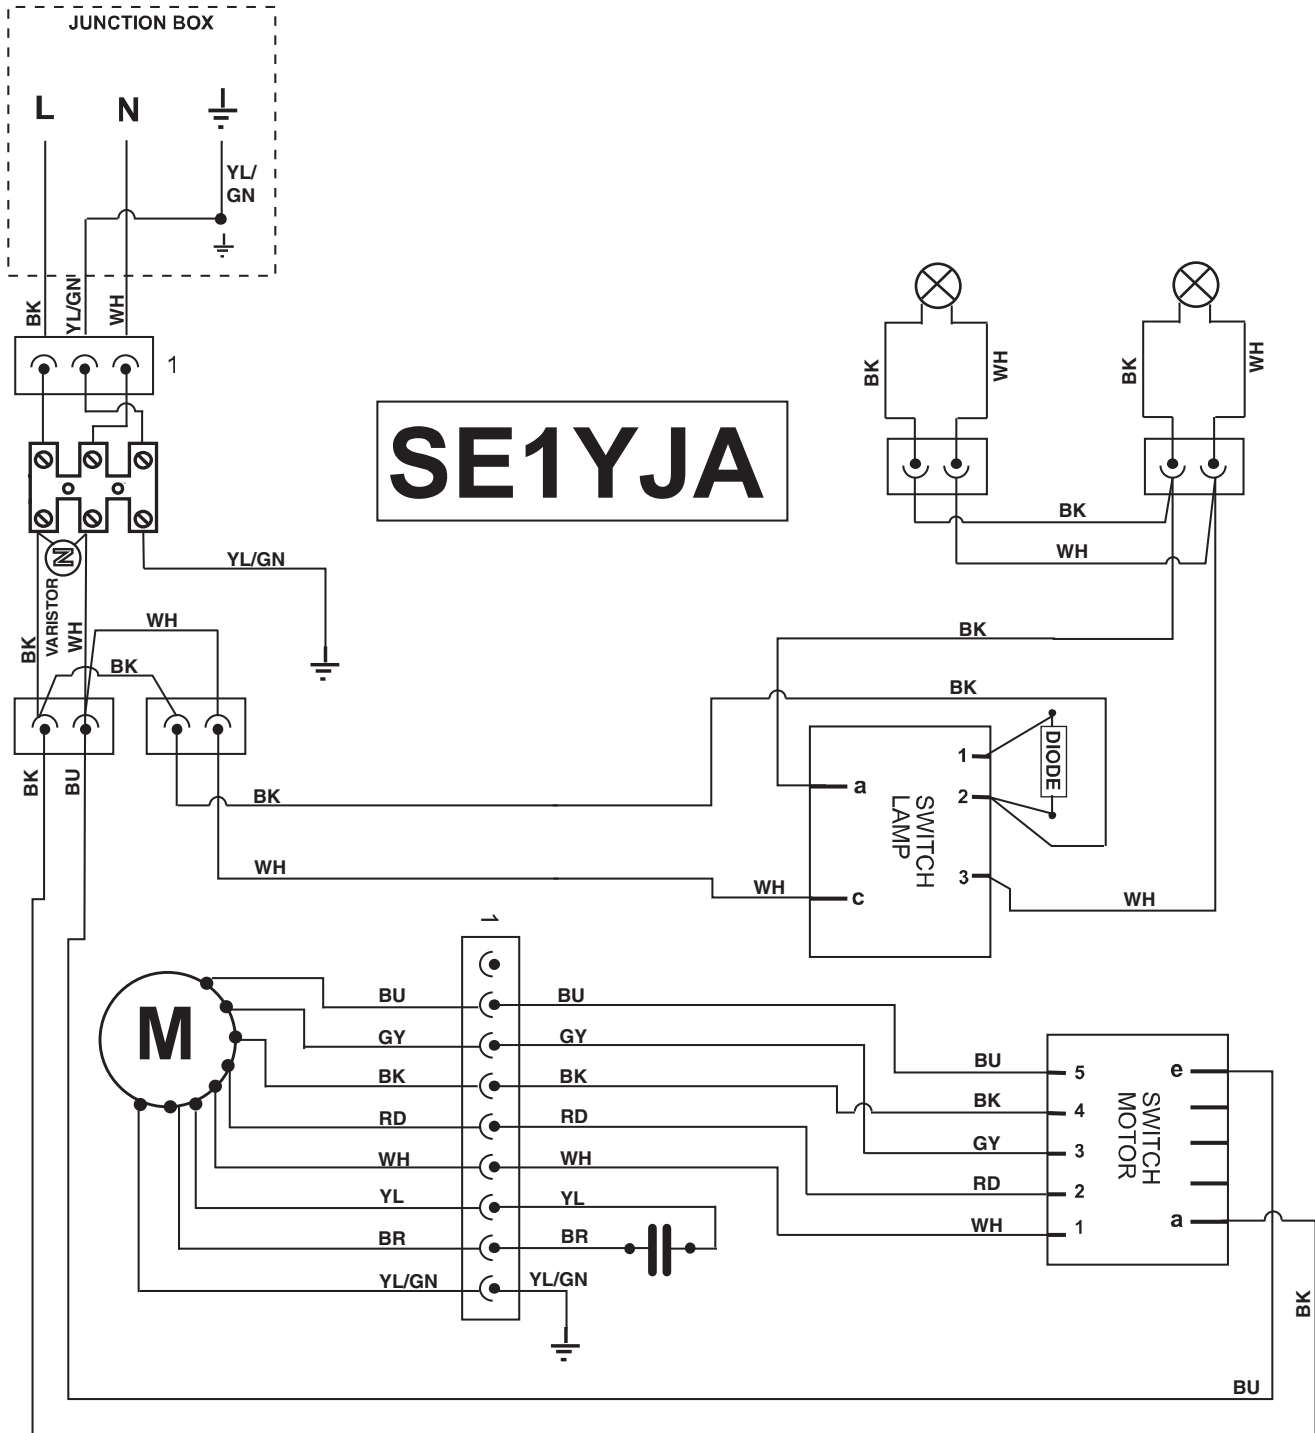 JUNCTION BOX
L
N
YL/
GN
BK
YL/GN
WH
1
BK
WH
BK
WH
SE1YJA
BK
WH
YL/GN
VARISTOR
BK
WH
WH
BK
BK
BK
BK
BU
BK
DIODE
1
a
2
SWITCH
LAMP
WH
WH
c
3
WH
1
M
BU
BU
GY
GY
BK
BK
RD
RD
WH
WH
YL
YL
BR
BR
YL/GN
YL/GN
BU
5
e
BK
4
SWITCH
MOTOR
GY
3
RD
2
WH
1
a
BK
BU